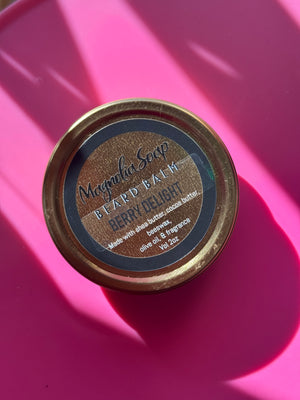 Magnolia Soap
BEARD BALM
BERRY DELIGHT
Made with shea butter, cocoa butter,
beeswax,
olive oil, & fragrance
Vol 2oz